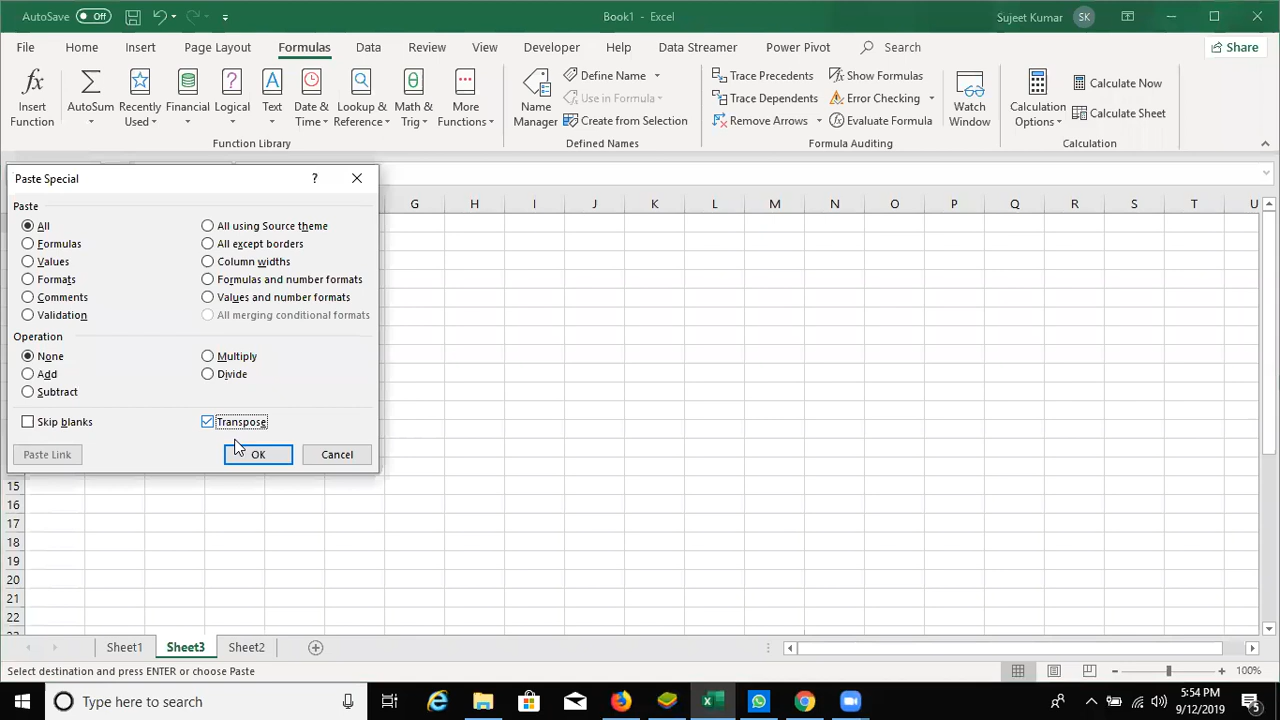 AutoSave Off Book1 - Excel Sujeet Kumar SK
File Home Insert Page Layout Formulas Data Review View Developer Help Data Streamer Power Pivot Search Share
Insert Function
AutoSum
Recently Used
Financial
Logical
Text
Date & Time
Lookup & Reference
Math & Trig
More Functions
Function Library
Name Manager
Define Name
Use in Formula
Create from Selection
Defined Names
Trace Precedents
Trace Dependents
Remove Arrows
Show Formulas
Error Checking
Evaluate Formula
Formula Auditing
Watch Window
Calculation Options
Calculate Now
Calculate Sheet
Calculation
Paste Special ?
Paste
All
Formulas
Values
Formats
Comments
Validation
All using Source theme
All except borders
Column widths
Formulas and number formats
Values and number formats
All merging conditional formats
Operation
None
Add
Subtract
Multiply
Divide
Skip blanks
Transpose
Paste Link OK Cancel
G H I J K L M N O P Q R S T U
15
16
17
18
19
20
21
22
Sheet1 Sheet3 Sheet2
Select destination and press ENTER or choose Paste 100%
Type here to search
5:54 PM
9/12/2019
5